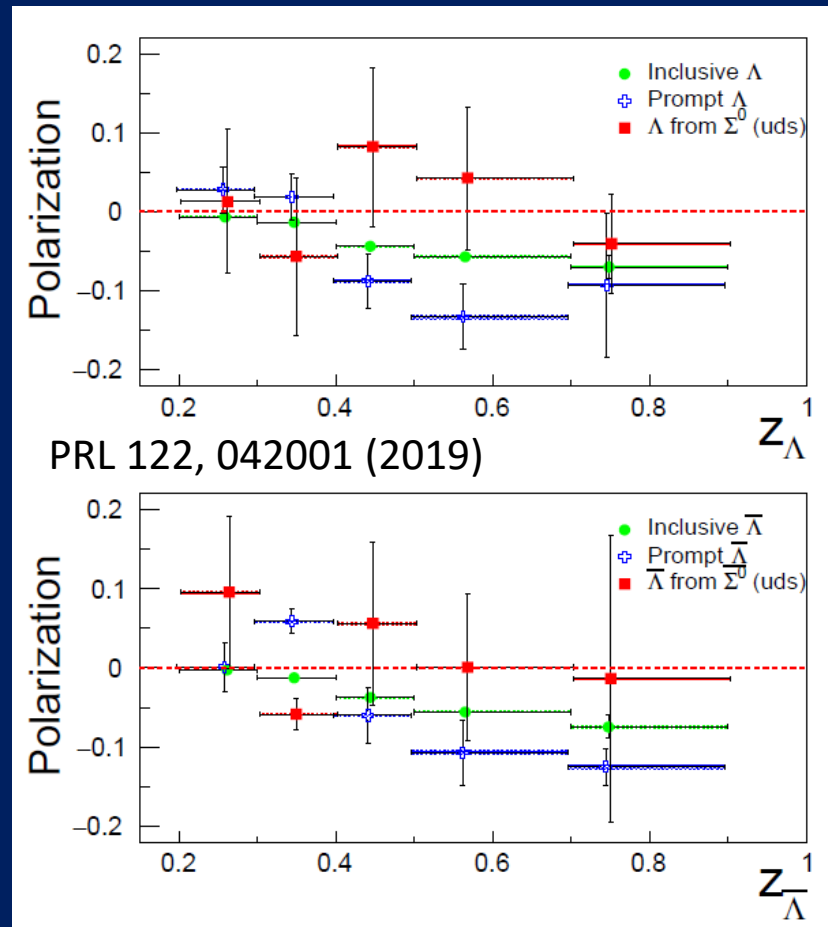 0.2
Inclusive Λ
Prompt Λ
Λ from Σ⁰ (uds)
0.1
0
−0.1
−0.2
Polarization
0.2 0.4 0.6 0.8 1
z_Λ
PRL 122, 042001 (2019)
0.2
Inclusive Λ̅
Prompt Λ̅
Λ̅ from Σ̅⁰ (uds)
0.1
0
−0.1
−0.2
Polarization
0.2 0.4 0.6 0.8 1
z_Λ̅